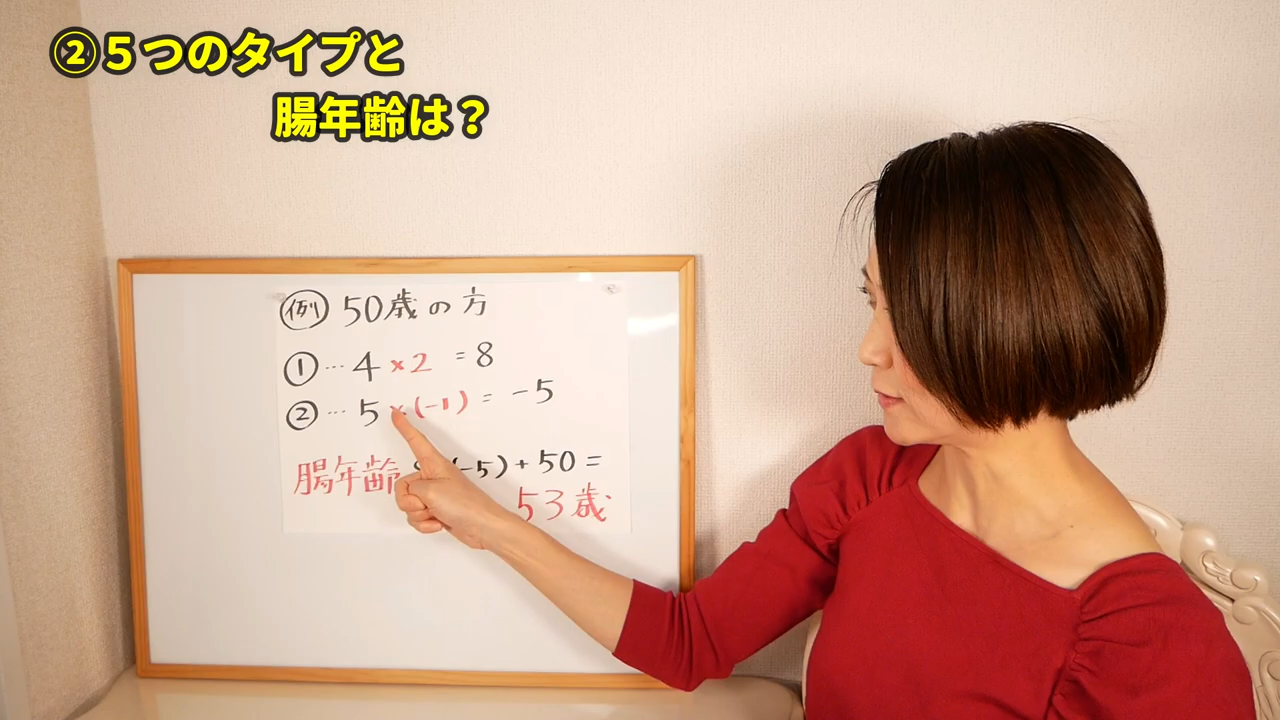 ②５つのタイプと
腸年齢は？
例 50歳の方
① … 4 ×2 = 8
② … 5 ×(-1) = -5
腸年齢 (-5)+50=
53歳